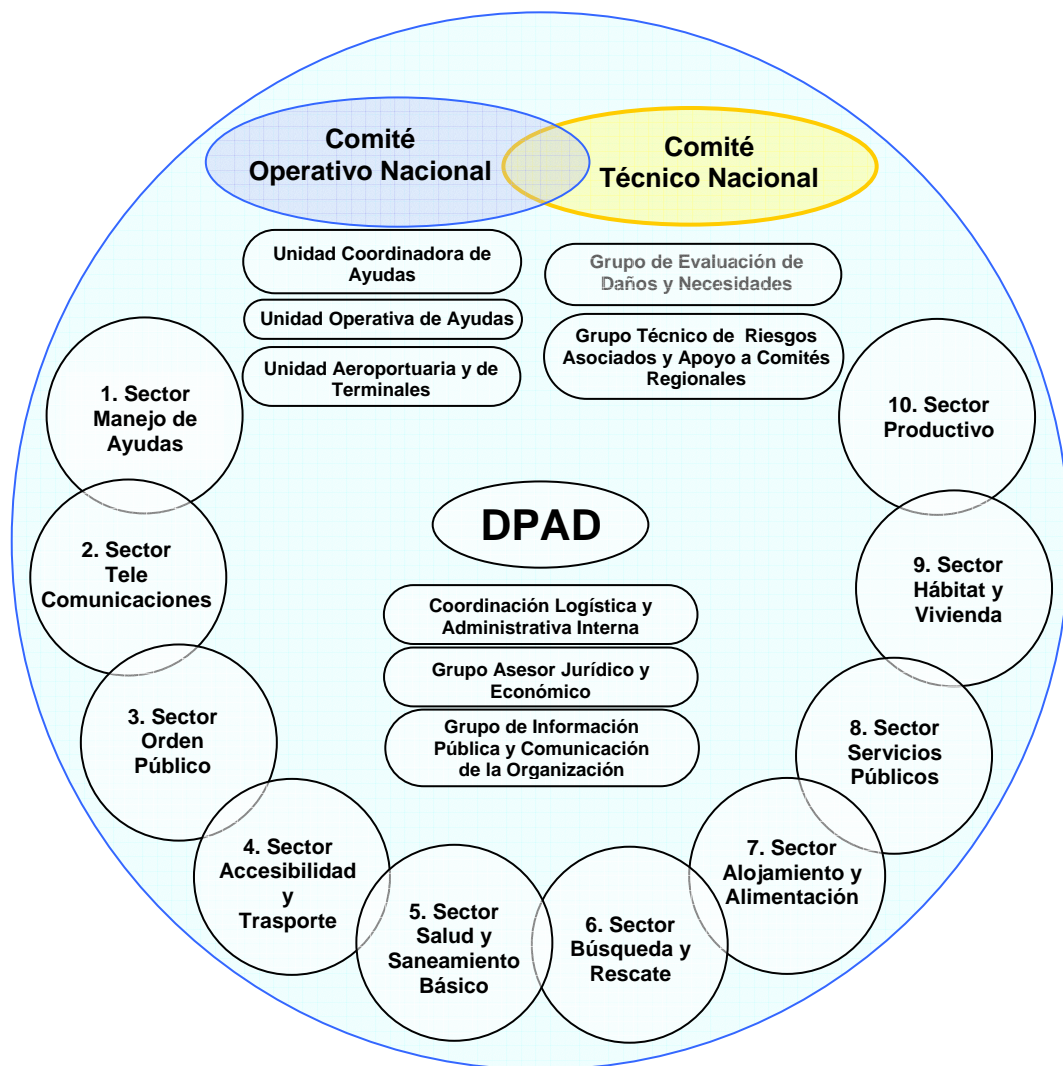 Comité
Operativo Nacional
Comité
Técnico Nacional
Unidad Coordinadora de
Ayudas
Unidad Operativa de Ayudas
Unidad Aeroportuaria y de
Terminales
Grupo de Evaluación de
Daños y Necesidades
Grupo Técnico de Riesgos
Asociados y Apoyo a Comités
Regionales
1. Sector
Manejo de
Ayudas
2. Sector
Tele
Comunicaciones
3. Sector
Orden
Público
4. Sector
Accesibilidad
y
Trasporte
5. Sector
Salud y
Saneamiento
Básico
6. Sector
Búsqueda y
Rescate
7. Sector
Alojamiento y
Alimentación
8. Sector
Servicios
Públicos
9. Sector
Hábitat y
Vivienda
10. Sector
Productivo
DPAD
Coordinación Logística y
Administrativa Interna
Grupo Asesor Jurídico y
Económico
Grupo de Información
Pública y Comunicación
de la Organización